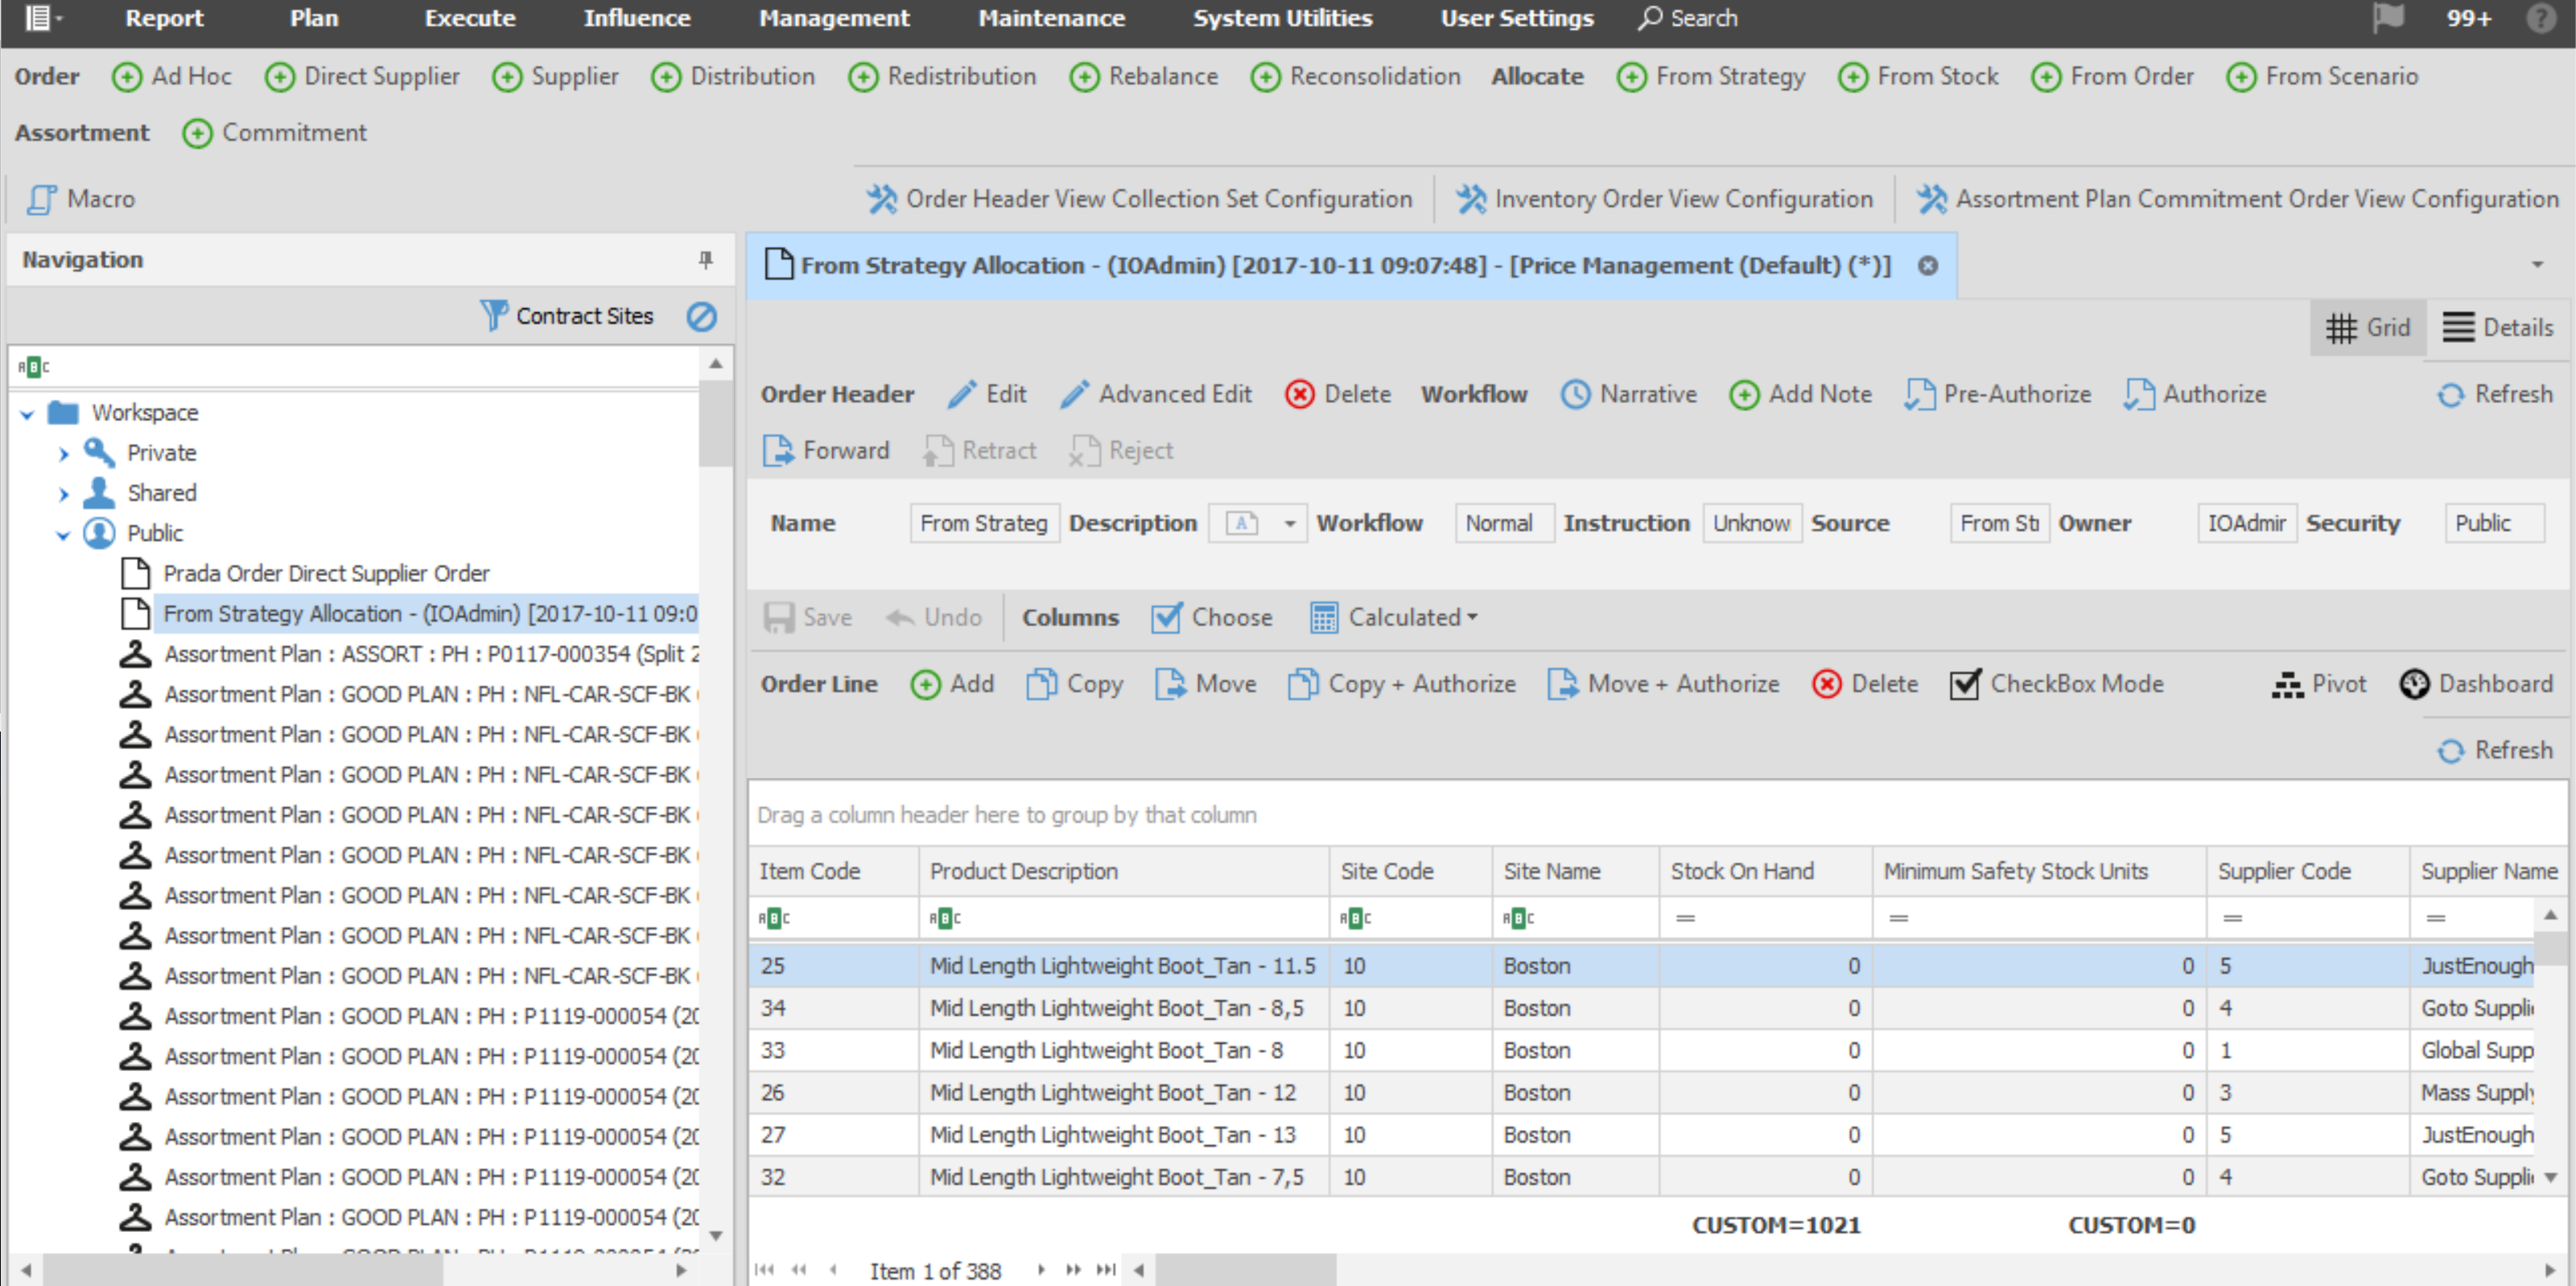 Report Plan Execute Influence Management Maintenance System Utilities User Settings Search 99+ ?
Order Ad Hoc Direct Supplier Supplier Distribution Redistribution Rebalance Reconsolidation Allocate From Strategy From Stock From Order From Scenario
Assortment Commitment
Macro Order Header View Collection Set Configuration Inventory Order View Configuration Assortment Plan Commitment Order View Configuration
Navigation
Contract Sites
ABC
Workspace
Private
Shared
Public
Prada Order Direct Supplier Order
From Strategy Allocation - (IOAdmin) [2017-10-11 09:0
Assortment Plan : ASSORT : PH : P0117-000354 (Split 2
Assortment Plan : GOOD PLAN : PH : NFL-CAR-SCF-BK
Assortment Plan : GOOD PLAN : PH : NFL-CAR-SCF-BK
Assortment Plan : GOOD PLAN : PH : NFL-CAR-SCF-BK
Assortment Plan : GOOD PLAN : PH : NFL-CAR-SCF-BK
Assortment Plan : GOOD PLAN : PH : NFL-CAR-SCF-BK
Assortment Plan : GOOD PLAN : PH : NFL-CAR-SCF-BK
Assortment Plan : GOOD PLAN : PH : NFL-CAR-SCF-BK
Assortment Plan : GOOD PLAN : PH : NFL-CAR-SCF-BK
Assortment Plan : GOOD PLAN : PH : P1119-000054 (20
Assortment Plan : GOOD PLAN : PH : P1119-000054 (20
Assortment Plan : GOOD PLAN : PH : P1119-000054 (20
Assortment Plan : GOOD PLAN : PH : P1119-000054 (20
Assortment Plan : GOOD PLAN : PH : P1119-000054 (20
Assortment Plan : GOOD PLAN : PH : P1119-000054 (20
From Strategy Allocation - (IOAdmin) [2017-10-11 09:07:48] - [Price Management (Default) (*)]
Grid Details
Order Header Edit Advanced Edit Delete Workflow Narrative Add Note Pre-Authorize Authorize Refresh
Forward Retract Reject
Name From Strateg Description A Workflow Normal Instruction Unknow Source From Str Owner IOAdmir Security Public
Save Undo Columns Choose Calculated
Order Line Add Copy Move Copy + Authorize Move + Authorize Delete CheckBox Mode Pivot Dashboard
Refresh
Drag a column header here to group by that column
Item Code Product Description Site Code Site Name Stock On Hand Minimum Safety Stock Units Supplier Code Supplier Name
ABC ABC ABC ABC = = = =
25 Mid Length Lightweight Boot_Tan - 11.5 10 Boston 0 0 5 JustEnough
34 Mid Length Lightweight Boot_Tan - 8,5 10 Boston 0 0 4 Goto Supplie
33 Mid Length Lightweight Boot_Tan - 8 10 Boston 0 0 1 Global Supp
26 Mid Length Lightweight Boot_Tan - 12 10 Boston 0 0 3 Mass Supply
27 Mid Length Lightweight Boot_Tan - 13 10 Boston 0 0 5 JustEnough
32 Mid Length Lightweight Boot_Tan - 7,5 10 Boston 0 0 4 Goto Supplie
CUSTOM=1021 CUSTOM=0
Item 1 of 388